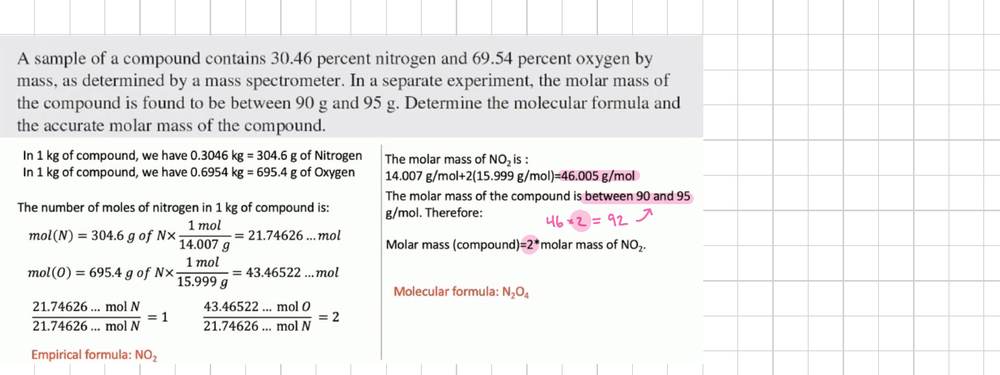 A sample of a compound contains 30.46 percent nitrogen and 69.54 percent oxygen by
mass, as determined by a mass spectrometer. In a separate experiment, the molar mass of
the compound is found to be between 90 g and 95 g. Determine the molecular formula and
the accurate molar mass of the compound.
In 1 kg of compound, we have 0.3046 kg = 304.6 g of Nitrogen
In 1 kg of compound, we have 0.6954 kg = 695.4 g of Oxygen
The number of moles of nitrogen in 1 kg of compound is:
mol(N) = 304.6 g of N× 1 mol / 14.007 g = 21.74626 ... mol
mol(O) = 695.4 g of N× 1 mol / 15.999 g = 43.46522 ... mol
21.74626 ... mol N / 21.74626 ... mol N = 1
43.46522 ... mol O / 21.74626 ... mol N = 2
Empirical formula: NO₂
The molar mass of NO₂ is :
14.007 g/mol+2(15.999 g/mol)=46.005 g/mol
The molar mass of the compound is between 90 and 95
g/mol. Therefore:
46 × 2 = 92
Molar mass (compound)=2*molar mass of NO₂.
Molecular formula: N₂O₄